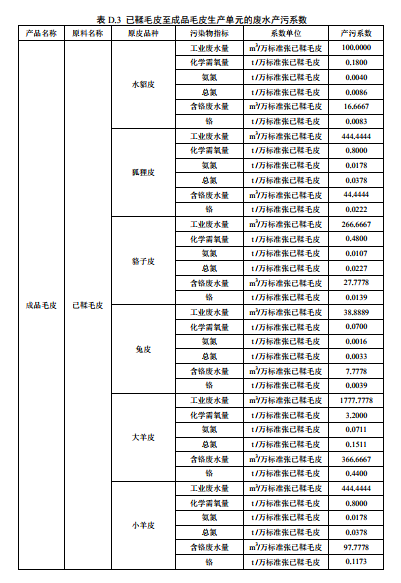 表 D.3 已鞣毛皮至成品毛皮生产单元的废水产污系数
产品名称 原料名称 原皮品种 污染物指标 系数单位 产污系数
成品毛皮 已鞣毛皮 水貂皮 工业废水量 m³/万标准张已鞣毛皮 100.0000
化学需氧量 t/万标准张已鞣毛皮 0.1800
氨氮 t/万标准张已鞣毛皮 0.0040
总氮 t/万标准张已鞣毛皮 0.0086
含铬废水量 m³/万标准张已鞣毛皮 16.6667
铬 t/万标准张已鞣毛皮 0.0083
狐狸皮 工业废水量 m³/万标准张已鞣毛皮 444.4444
化学需氧量 t/万标准张已鞣毛皮 0.8000
氨氮 t/万标准张已鞣毛皮 0.0178
总氮 t/万标准张已鞣毛皮 0.0378
含铬废水量 m³/万标准张已鞣毛皮 44.4444
铬 t/万标准张已鞣毛皮 0.0222
貉子皮 工业废水量 m³/万标准张已鞣毛皮 266.6667
化学需氧量 t/万标准张已鞣毛皮 0.4800
氨氮 t/万标准张已鞣毛皮 0.0107
总氮 t/万标准张已鞣毛皮 0.0227
含铬废水量 m³/万标准张已鞣毛皮 27.7778
铬 t/万标准张已鞣毛皮 0.0139
兔皮 工业废水量 m³/万标准张已鞣毛皮 38.8889
化学需氧量 t/万标准张已鞣毛皮 0.0700
氨氮 t/万标准张已鞣毛皮 0.0016
总氮 t/万标准张已鞣毛皮 0.0033
含铬废水量 m³/万标准张已鞣毛皮 7.7778
铬 t/万标准张已鞣毛皮 0.0039
大羊皮 工业废水量 m³/万标准张已鞣毛皮 1777.7778
化学需氧量 t/万标准张已鞣毛皮 3.2000
氨氮 t/万标准张已鞣毛皮 0.0711
总氮 t/万标准张已鞣毛皮 0.1511
含铬废水量 m³/万标准张已鞣毛皮 366.6667
铬 t/万标准张已鞣毛皮 0.4400
小羊皮 工业废水量 m³/万标准张已鞣毛皮 444.4444
化学需氧量 t/万标准张已鞣毛皮 0.8000
氨氮 t/万标准张已鞣毛皮 0.0178
总氮 t/万标准张已鞣毛皮 0.0378
含铬废水量 m³/万标准张已鞣毛皮 97.7778
铬 t/万标准张已鞣毛皮 0.1173